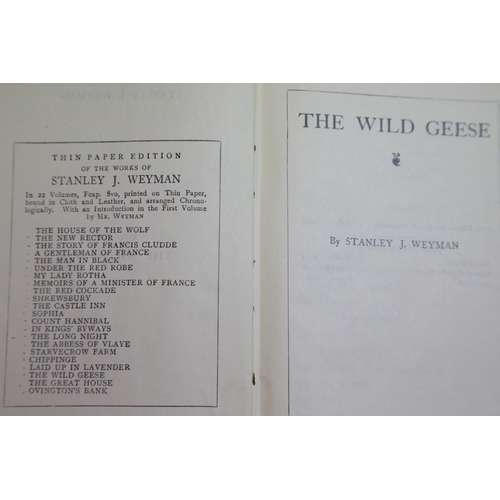 THIN PAPER EDITION
OF THE WORKS OF
STANLEY J. WEYMAN
In 22 Volumes, Fcap. 8vo, printed on Thin Paper,
bound in Cloth and Leather, and arranged Chrono-
logically. With an Introduction in the First Volume
by Mr. Weyman
THE HOUSE OF THE WOLF
THE NEW RECTOR
THE STORY OF FRANCIS CLUDDE
A GENTLEMAN OF FRANCE
THE MAN IN BLACK
UNDER THE RED ROBE
MY LADY ROTHA
MEMOIRS OF A MINISTER OF FRANCE
THE RED COCKADE
SHREWSBURY
THE CASTLE INN
SOPHIA
COUNT HANNIBAL
IN KINGS' BYWAYS
THE LONG NIGHT
THE ABBESS OF VLAYE
STARVECROW FARM
CHIPPINGE
LAID UP IN LAVENDER
THE WILD GEESE
THE GREAT HOUSE
OVINGTON'S BANK
THE WILD GEESE
By STANLEY J. WEYMAN